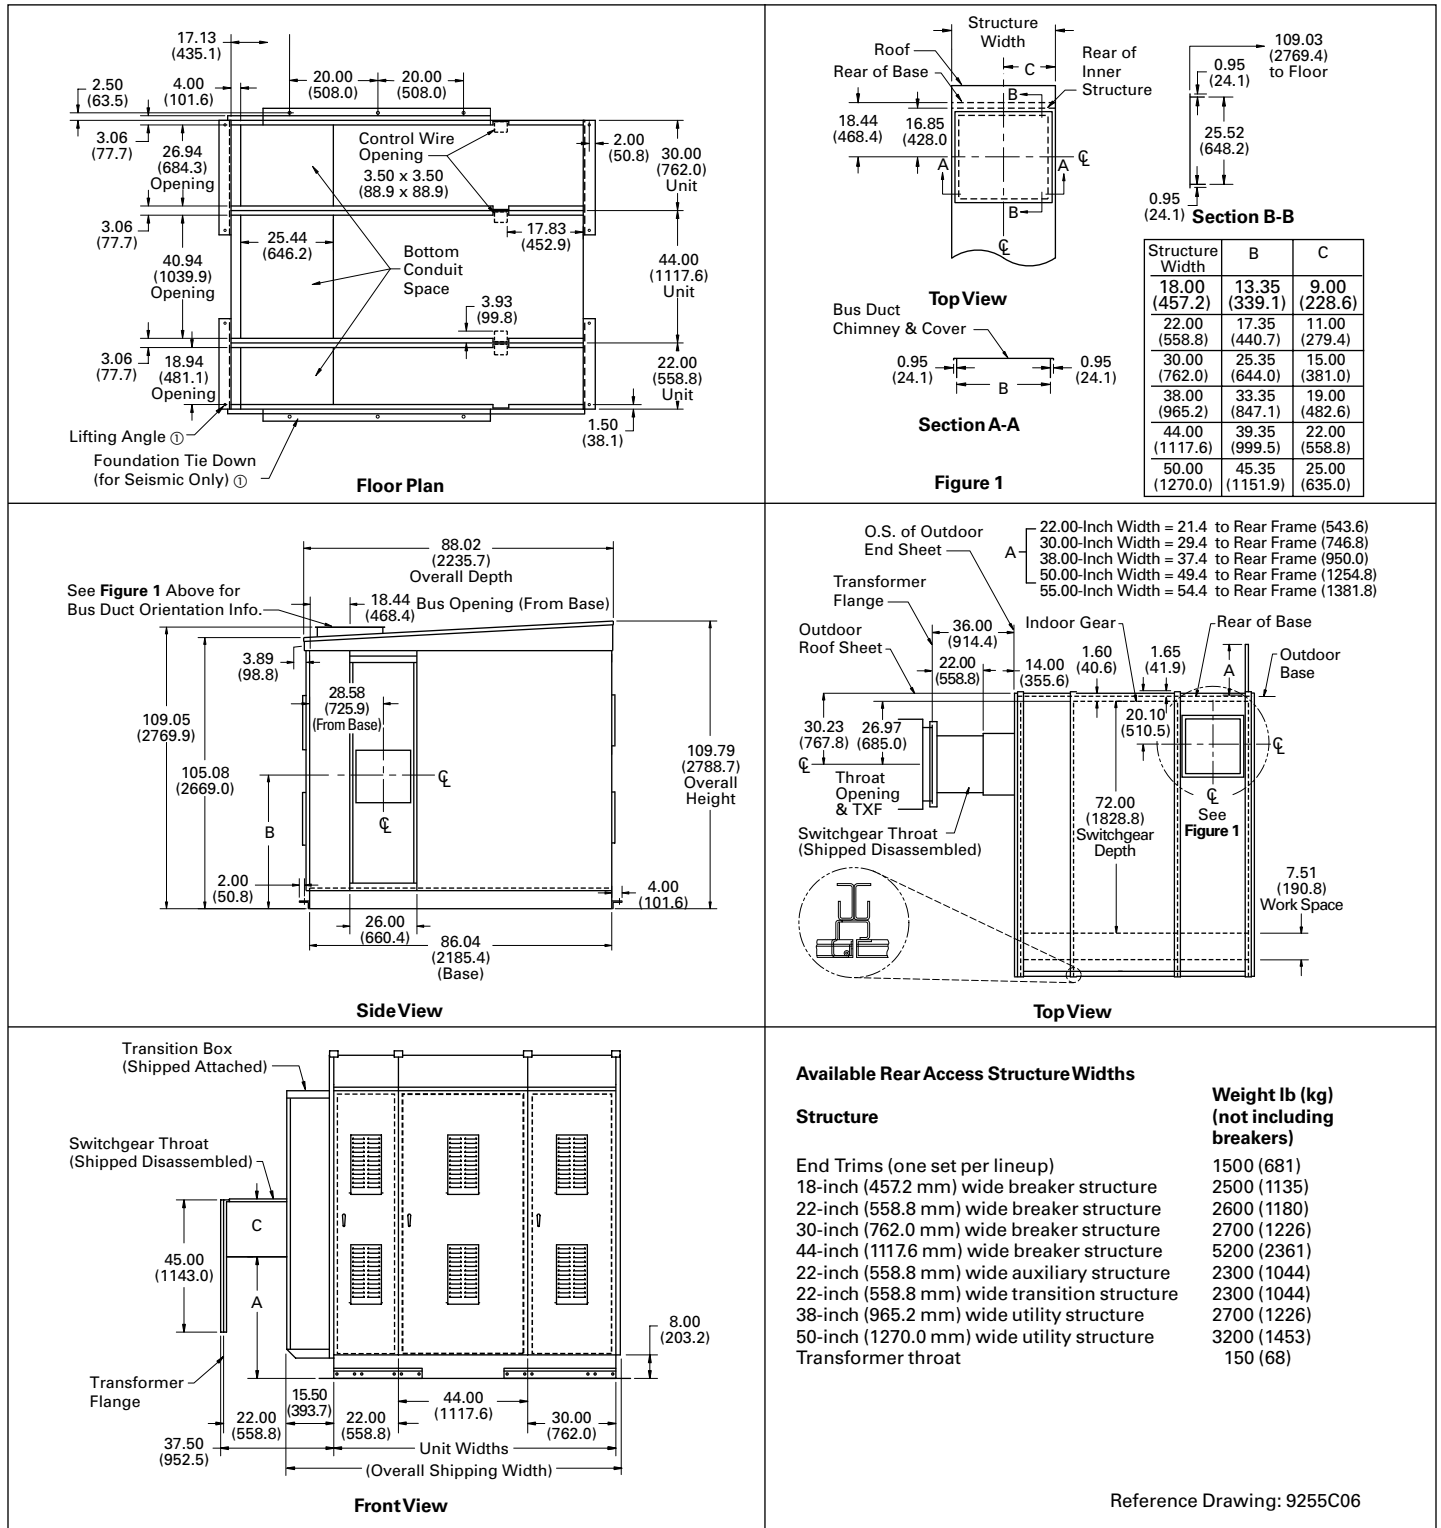 17.13
(435.1)
2.50
(63.5)
4.00
(101.6)
20.00
(508.0)
20.00
(508.0)
3.06
(77.7)
26.94
(684.3)
Opening
Control Wire
Opening
3.50 x 3.50
(88.9 x 88.9)
2.00
(50.8)
30.00
(762.0)
Unit
3.06
(77.7)
25.44
(646.2)
17.83
(452.9)
40.94
(1039.9)
Opening
Bottom
Conduit
Space
44.00
(1117.6)
Unit
3.93
(99.8)
3.06
(77.7)
18.94
(481.1)
Opening
22.00
(558.8)
Unit
1.50
(38.1)
Lifting Angle ①
Foundation Tie Down
(for Seismic Only) ①
Floor Plan
Structure
Width
Roof
Rear of Base
C
Rear of
Inner
Structure
B
18.44
(468.4)
16.85
(428.0
A
A
℄
B
℄
Top View
109.03
(2769.4)
to Floor
0.95
(24.1)
25.52
(648.2)
0.95
(24.1)
Section B-B
Bus Duct
Chimney & Cover
0.95
(24.1)
B
0.95
(24.1)
Section A-A
Figure 1
Structure Width B C
18.00 13.35 9.00
(457.2) (339.1) (228.6)
22.00 17.35 11.00
(558.8) (440.7) (279.4)
30.00 25.35 15.00
(762.0) (644.0) (381.0)
38.00 33.35 19.00
(965.2) (847.1) (482.6)
44.00 39.35 22.00
(1117.6) (999.5) (558.8)
50.00 45.35 25.00
(1270.0) (1151.9) (635.0)
88.02
(2235.7)
Overall Depth
See Figure 1 Above for
Bus Duct Orientation Info.
18.44
(468.4)
Bus Opening (From Base)
3.89
(98.8)
28.58
(725.9)
(From Base)
109.05
(2769.9)
105.08
(2669.0)
109.79
(2788.7)
Overall
Height
℄
℄
B
2.00
(50.8)
4.00
(101.6)
26.00
(660.4)
86.04
(2185.4)
(Base)
Side View
O.S. of Outdoor
End Sheet
A
22.00-Inch Width = 21.4 to Rear Frame (543.6)
30.00-Inch Width = 29.4 to Rear Frame (746.8)
38.00-Inch Width = 37.4 to Rear Frame (950.0)
50.00-Inch Width = 49.4 to Rear Frame (1254.8)
55.00-Inch Width = 54.4 to Rear Frame (1381.8)
Transformer
Flange
Outdoor
Roof Sheet
36.00
(914.4)
Indoor Gear
Rear of Base
22.00
(558.8)
14.00
(355.6)
1.60
(40.6)
1.65
(41.9)
A
Outdoor
Base
30.23
(767.8)
26.97
(685.0)
20.10
(510.5)
℄
℄
Throat
Opening
& TXF
℄
See
Figure 1
72.00
(1828.8)
Switchgear
Depth
Switchgear Throat
(Shipped Disassembled)
7.51
(190.8)
Work Space
Top View
Transition Box
(Shipped Attached)
Switchgear Throat
(Shipped Disassembled)
C
45.00
(1143.0)
A
8.00
(203.2)
Transformer
Flange
15.50
(393.7)
44.00
(1117.6)
22.00
(558.8)
22.00
(558.8)
30.00
(762.0)
37.50
(952.5)
Unit Widths
(Overall Shipping Width)
Front View
Available Rear Access Structure Widths
Structure
Weight lb (kg)
(not including
breakers)
End Trims (one set per lineup) 1500 (681)
18-inch (457.2 mm) wide breaker structure 2500 (1135)
22-inch (558.8 mm) wide breaker structure 2600 (1180)
30-inch (762.0 mm) wide breaker structure 2700 (1226)
44-inch (1117.6 mm) wide breaker structure 5200 (2361)
22-inch (558.8 mm) wide auxiliary structure 2300 (1044)
22-inch (558.8 mm) wide transition structure 2300 (1044)
38-inch (965.2 mm) wide utility structure 2700 (1226)
50-inch (1270.0 mm) wide utility structure 3200 (1453)
Transformer throat 150 (68)
Reference Drawing: 9255C06